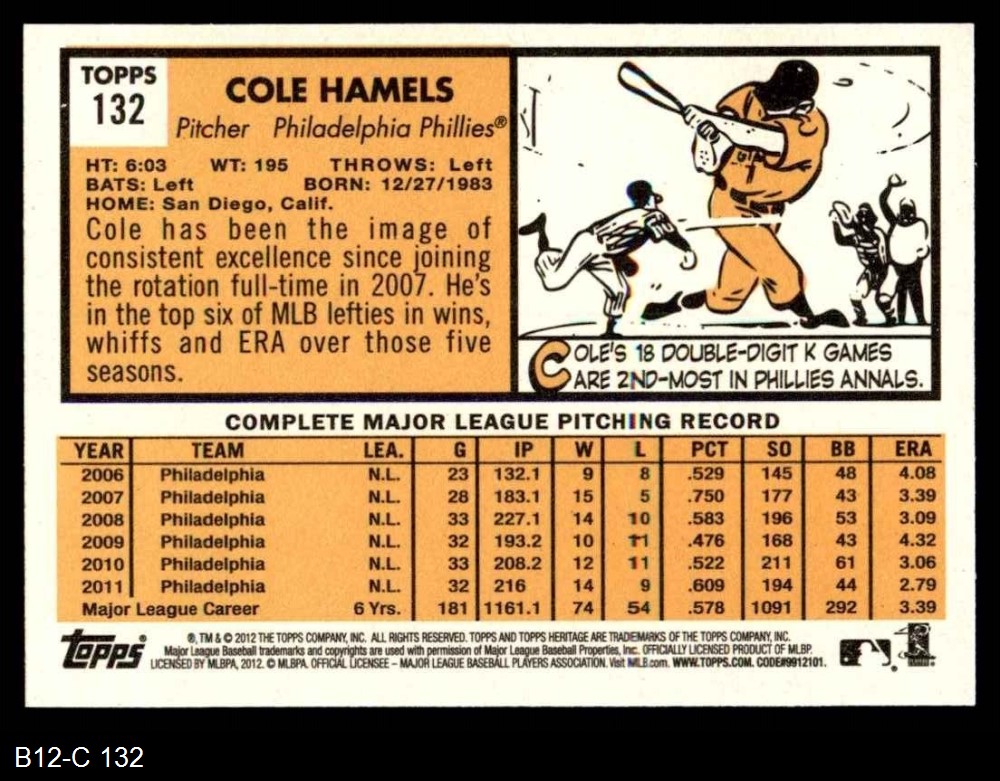 TOPPS
132
COLE HAMELS
Pitcher Philadelphia Phillies®
HT: 6:03 WT: 195 THROWS: Left
BATS: Left BORN: 12/27/1983
HOME: San Diego, Calif.
Cole has been the image of
consistent excellence since joining
the rotation full-time in 2007. He's
in the top six of MLB lefties in wins,
whiffs and ERA over those five
seasons.
COLE'S 18 DOUBLE-DIGIT K GAMES
ARE 2ND-MOST IN PHILLIES ANNALS.
COMPLETE MAJOR LEAGUE PITCHING RECORD
YEAR TEAM LEA. G IP W L PCT SO BB ERA
2006 Philadelphia N.L. 23 132.1 9 8 .529 145 48 4.08
2007 Philadelphia N.L. 28 183.1 15 5 .750 177 43 3.39
2008 Philadelphia N.L. 33 227.1 14 10 .583 196 53 3.09
2009 Philadelphia N.L. 32 193.2 10 11 .476 168 43 4.32
2010 Philadelphia N.L. 33 208.2 12 11 .522 211 61 3.06
2011 Philadelphia N.L. 32 216 14 9 .609 194 44 2.79
Major League Career 6 Yrs. 181 1161.1 74 54 .578 1091 292 3.39
Topps
®, TM & © 2012 THE TOPPS COMPANY, INC. ALL RIGHTS RESERVED. TOPPS AND TOPPS HERITAGE ARE TRADEMARKS OF THE TOPPS COMPANY, INC.
Major League Baseball trademarks and copyrights are used with permission of Major League Baseball Properties, Inc. OFFICIALLY LICENSED PRODUCT OF MLBP.
LICENSED BY MLBPA, 2012. © MLBPA. OFFICIAL LICENSEE – MAJOR LEAGUE BASEBALL PLAYERS ASSOCIATION. Visit MLB.com. WWW.TOPPS.COM. CODE#9912101.
B12-C 132